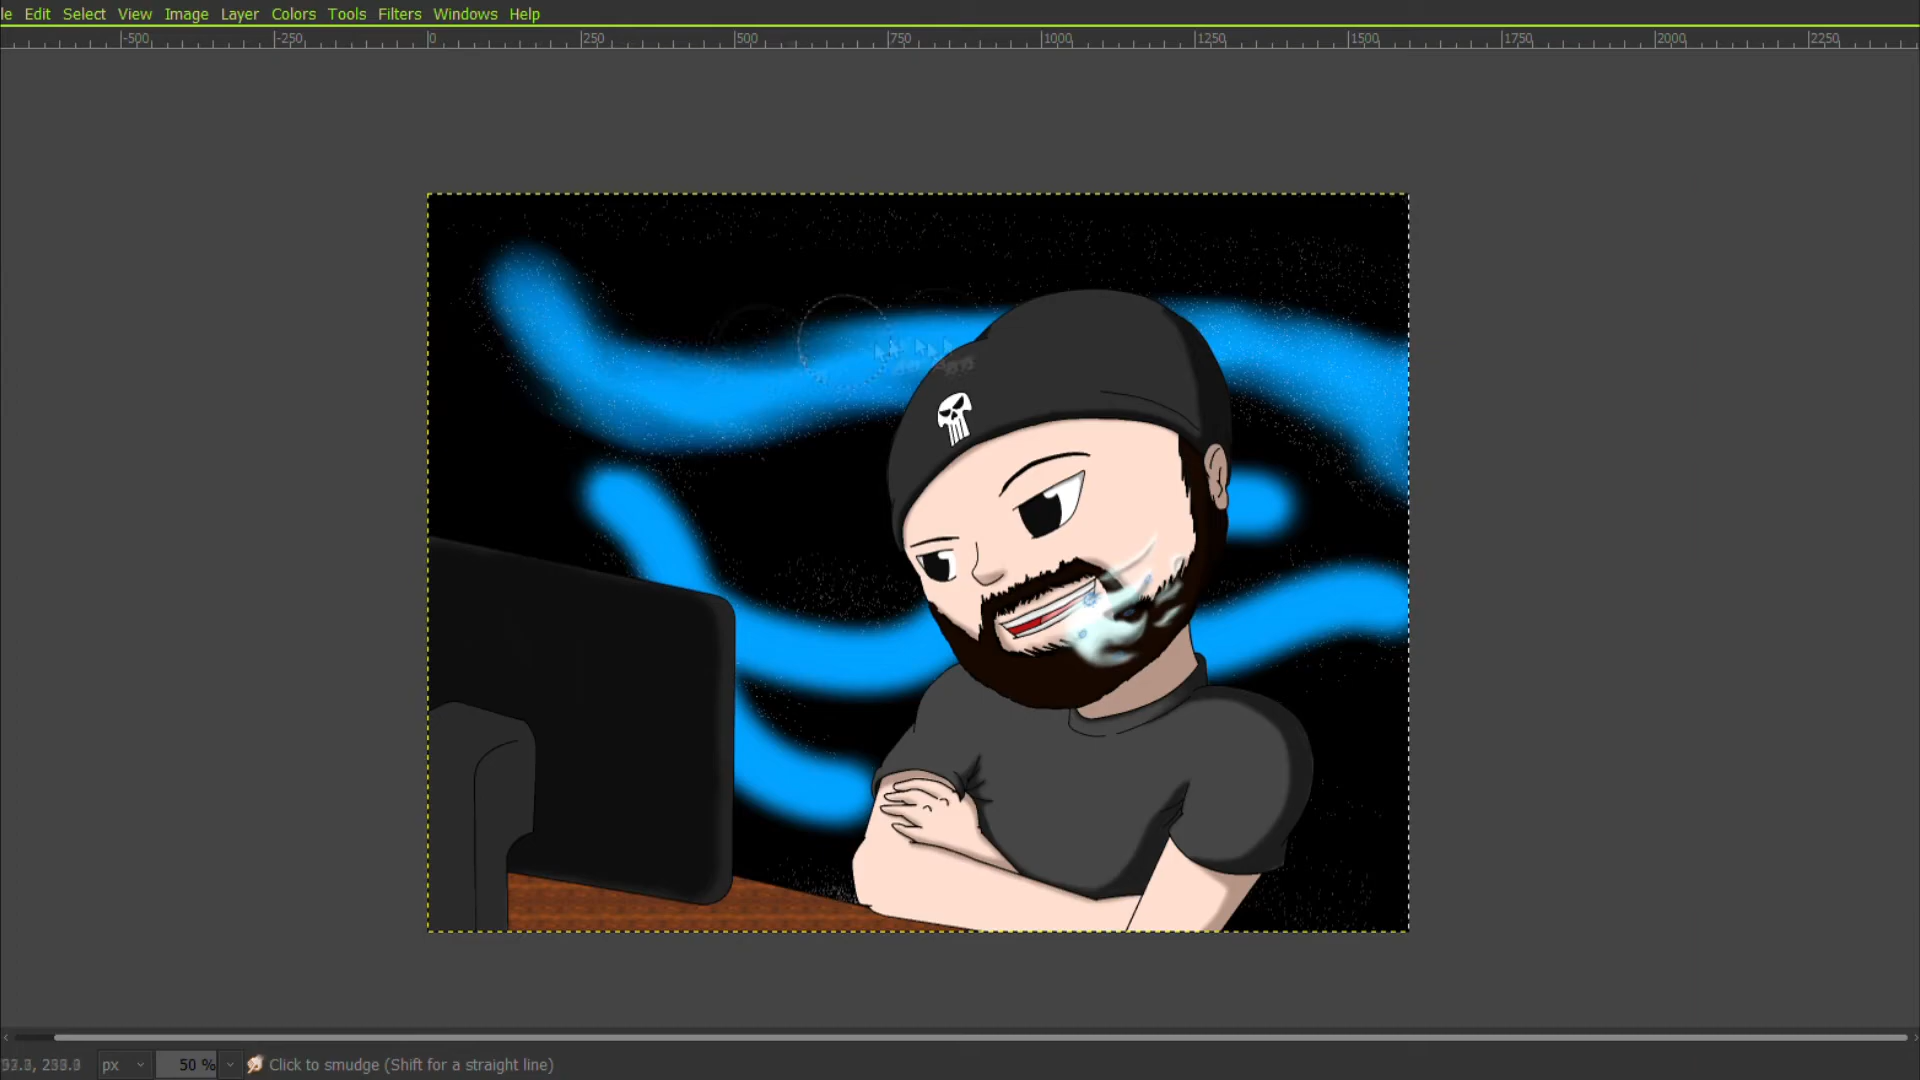 le Edit Select View Image Layer Colors Tools Filters Windows Help
-500 -250 0 250 500 750 1000 1250 1500 1750 2000 2250
px 50 % Click to smudge (Shift for a straight line)